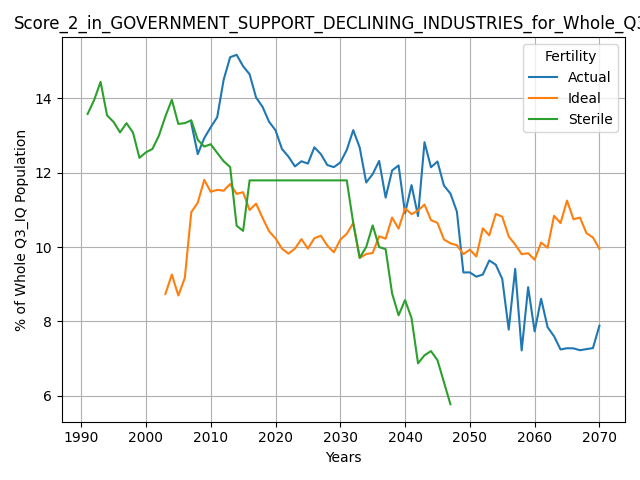 Score_2_in_GOVERNMENT_SUPPORT_DECLINING_INDUSTRIES_for_Whole_Q3
Fertility
Actual
Ideal
Sterile
% of Whole Q3_IQ Population
14
12
10
8
6
1990 2000 2010 2020 2030 2040 2050 2060 2070
Years